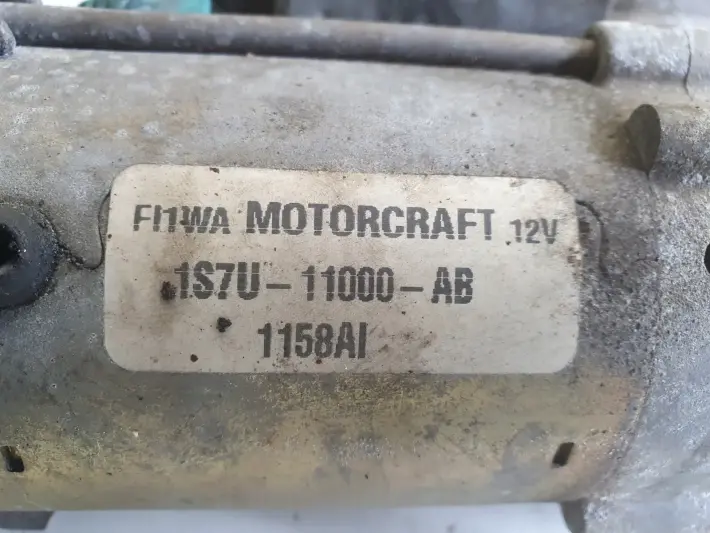 FI1WA MOTORCRAFT 12V
1S7U-11000-AB
1158AI